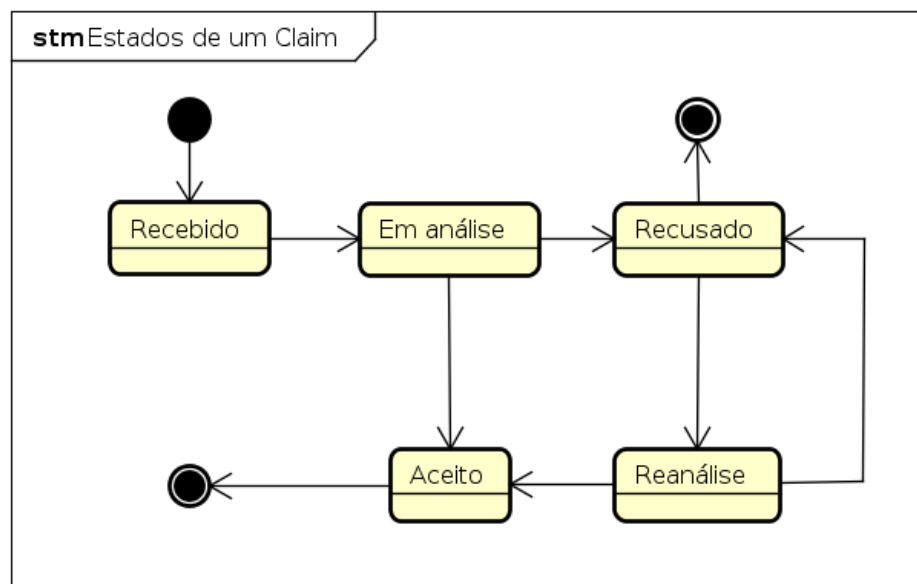 stm Estados de um Claim
Recebido
Em análise
Recusado
Aceito
Reanálise